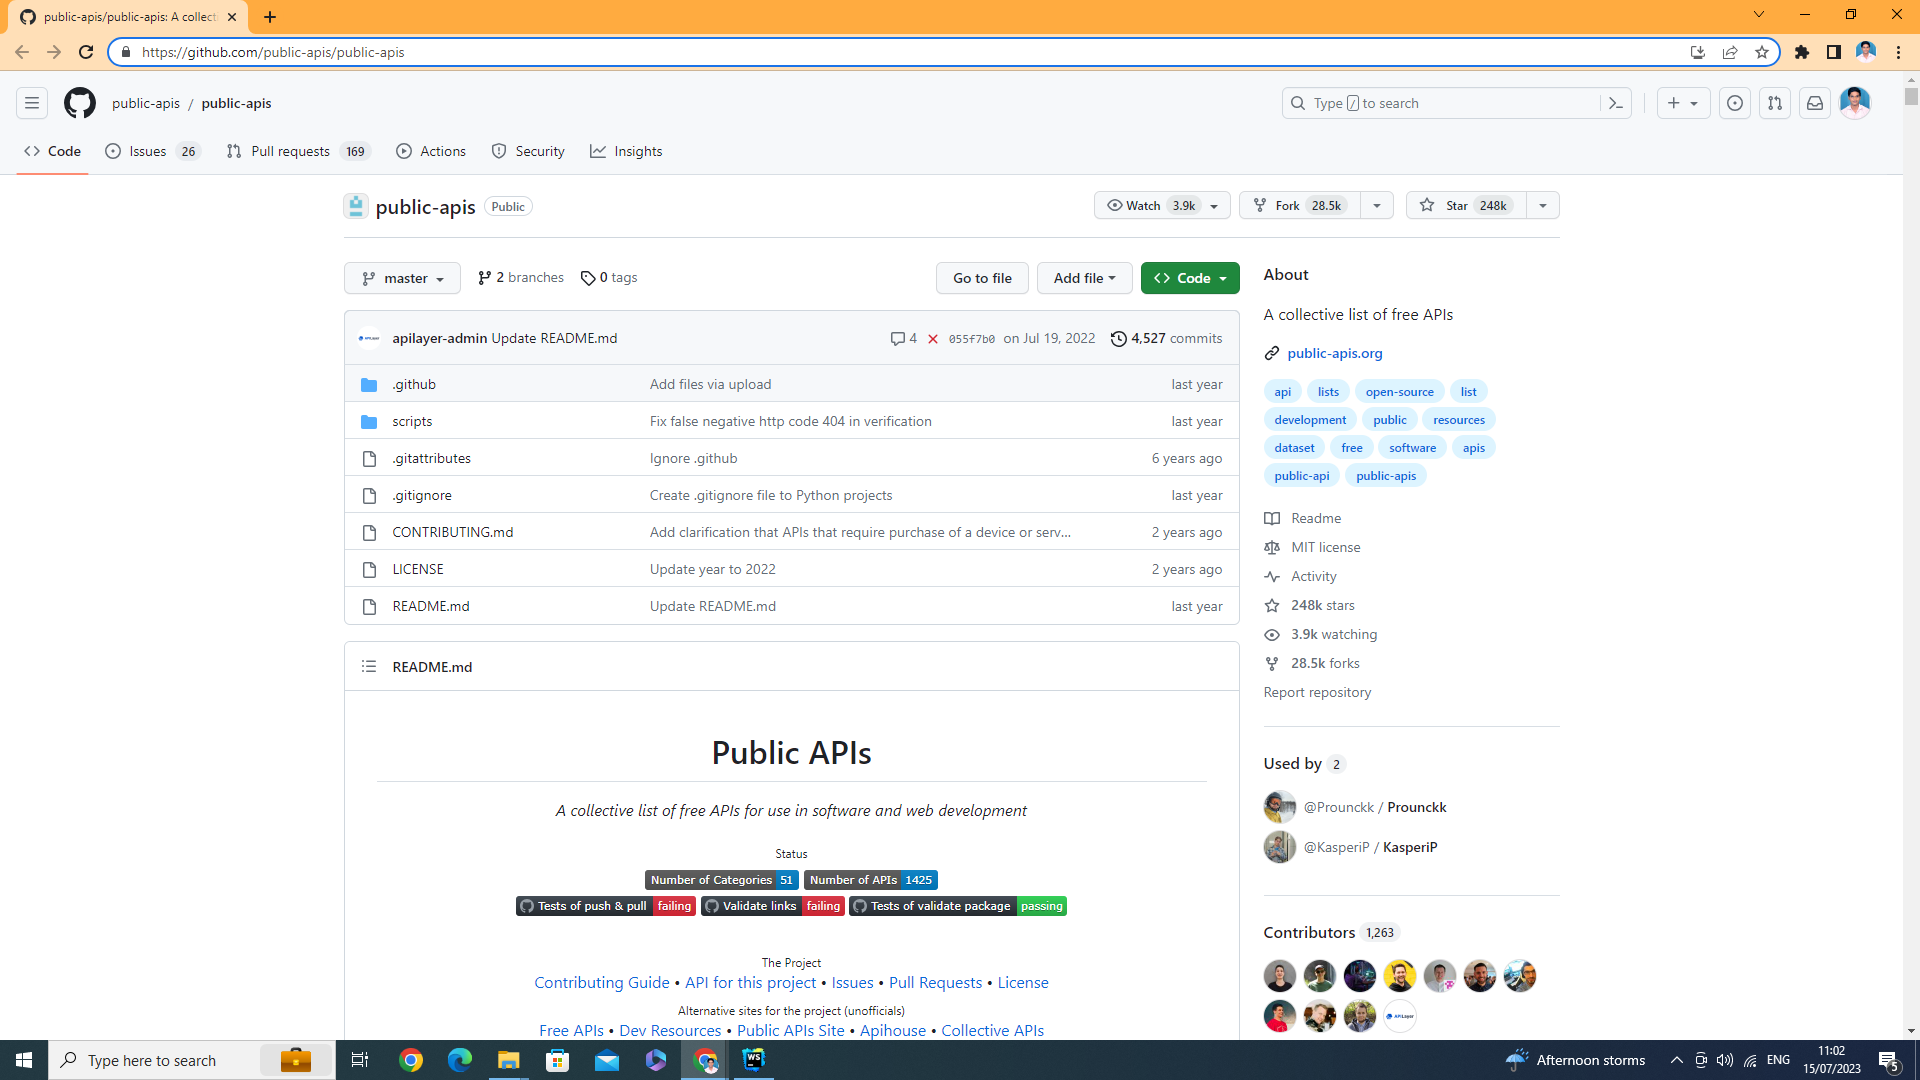 public-apis/public-apis: A collect
https://github.com/public-apis/public-apis
public-apis / public-apis
Type / to search
Code
Issues 26
Pull requests 169
Actions
Security
Insights
public-apis Public
Watch 3.9k
Fork 28.5k
Star 248k
master
2 branches
0 tags
Go to file
Add file
Code
apilayer-admin Update README.md
4
055f7b0 on Jul 19, 2022
4,527 commits
.github Add files via upload last year
scripts Fix false negative http code 404 in verification last year
.gitattributes Ignore .github 6 years ago
.gitignore Create .gitignore file to Python projects last year
CONTRIBUTING.md Add clarification that APIs that require purchase of a device or serv... 2 years ago
LICENSE Update year to 2022 2 years ago
README.md Update README.md last year
README.md
Public APIs
A collective list of free APIs for use in software and web development
Status
Number of Categories 51 Number of APIs 1425
Tests of push & pull failing Validate links failing Tests of validate package passing
The Project
Contributing Guide • API for this project • Issues • Pull Requests • License
Alternative sites for the project (unofficials)
Free APIs • Dev Resources • Public APIs Site • Apihouse • Collective APIs
About
A collective list of free APIs
public-apis.org
api lists open-source list
development public resources
dataset free software apis
public-api public-apis
Readme
MIT license
Activity
248k stars
3.9k watching
28.5k forks
Report repository
Used by 2
@Prounckk / Prounckk
@KasperiP / KasperiP
Contributors 1,263
Type here to search
WS
Afternoon storms
ENG
11:02
15/07/2023
5